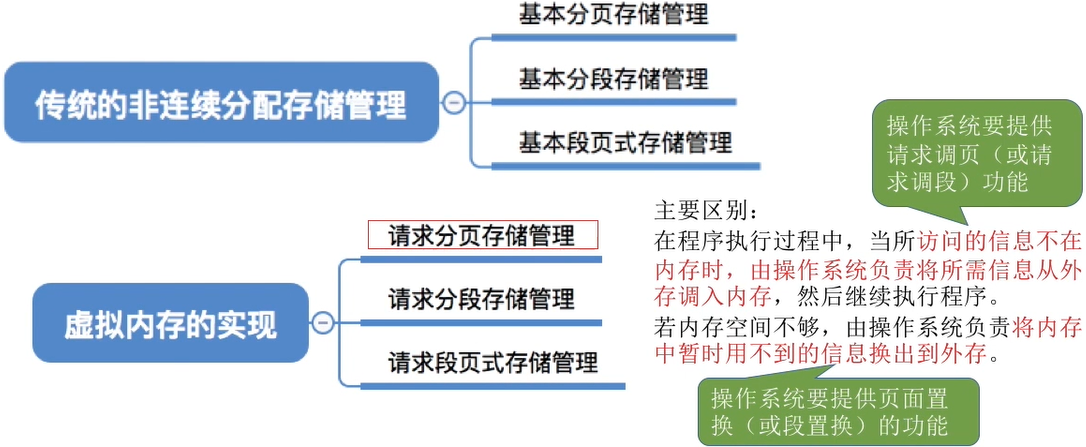 基本分页存储管理
传统的非连续分配存储管理
基本分段存储管理
基本段页式存储管理
操作系统要提供
请求调页（或请
求调段）功能
请求分页存储管理
虚拟内存的实现
请求分段存储管理
请求段页式存储管理
主要区别：
在程序执行过程中，当所访问的信息不在
内存时，由操作系统负责将所需信息从外
存调入内存，然后继续执行程序。
若内存空间不够，由操作系统负责将内存
中暂时用不到的信息换出到外存。
操作系统要提供页面置
换（或段置换）的功能